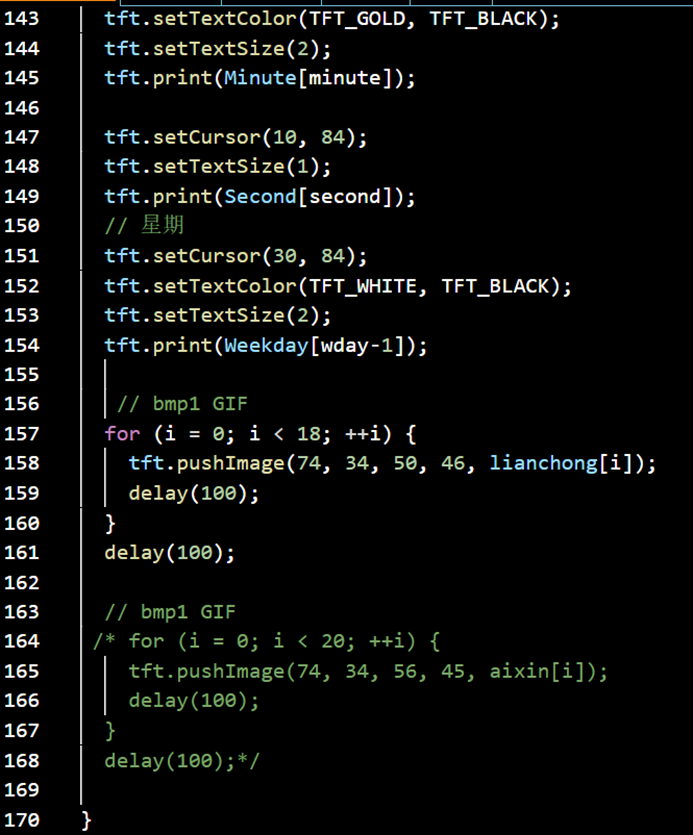 143 tft.setTextColor(TFT_GOLD, TFT_BLACK);
144 tft.setTextSize(2);
145 tft.print(Minute[minute]);
146
147 tft.setCursor(10, 84);
148 tft.setTextSize(1);
149 tft.print(Second[second]);
150 // 星期
151 tft.setCursor(30, 84);
152 tft.setTextColor(TFT_WHITE, TFT_BLACK);
153 tft.setTextSize(2);
154 tft.print(Weekday[wday-1]);
155
156 // bmp1 GIF
157 for (i = 0; i < 18; ++i) {
158 tft.pushImage(74, 34, 50, 46, lianchong[i]);
159 delay(100);
160 }
161 delay(100);
162
163 // bmp1 GIF
164 /* for (i = 0; i < 20; ++i) {
165 tft.pushImage(74, 34, 56, 45, aixin[i]);
166 delay(100);
167 }
168 delay(100);*/
169
170 }